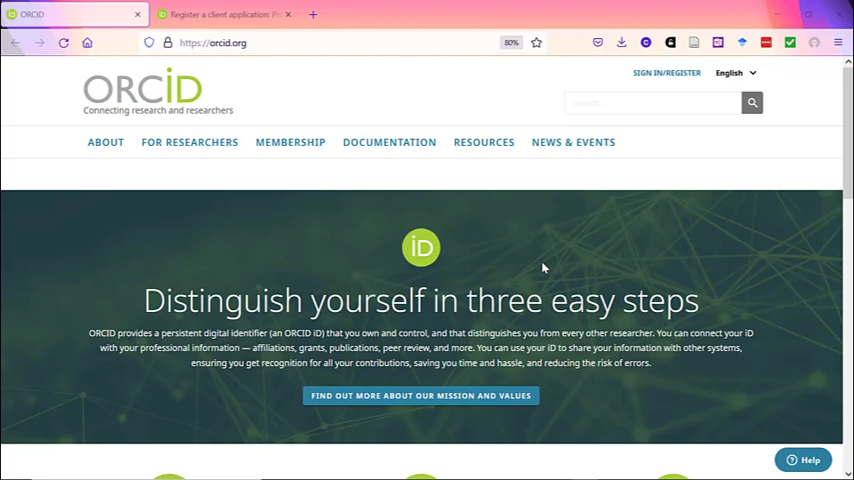 ORCID
Register a client application: Pr
https://orcid.org
80%
ORCiD
Connecting research and researchers
SIGN IN/REGISTER
English
Search...
ABOUT
FOR RESEARCHERS
MEMBERSHIP
DOCUMENTATION
RESOURCES
NEWS & EVENTS
iD
Distinguish yourself in three easy steps
ORCID provides a persistent digital identifier (an ORCID iD) that you own and control, and that distinguishes you from every other researcher. You can connect your iD
with your professional information — affiliations, grants, publications, peer review, and more. You can use your iD to share your information with other systems,
ensuring you get recognition for all your contributions, saving you time and hassle, and reducing the risk of errors.
FIND OUT MORE ABOUT OUR MISSION AND VALUES
Help